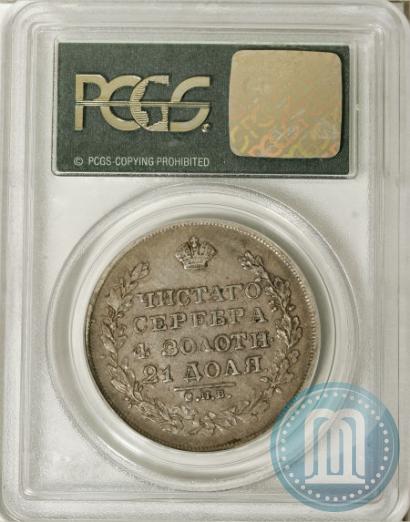 PCGS
© PCGS-COPYING PROHIBITED
ЧИСТАГО
СЕРЕБРА
4 ЗОЛОТН
21 ДОЛЯ
С.П.Б.
M